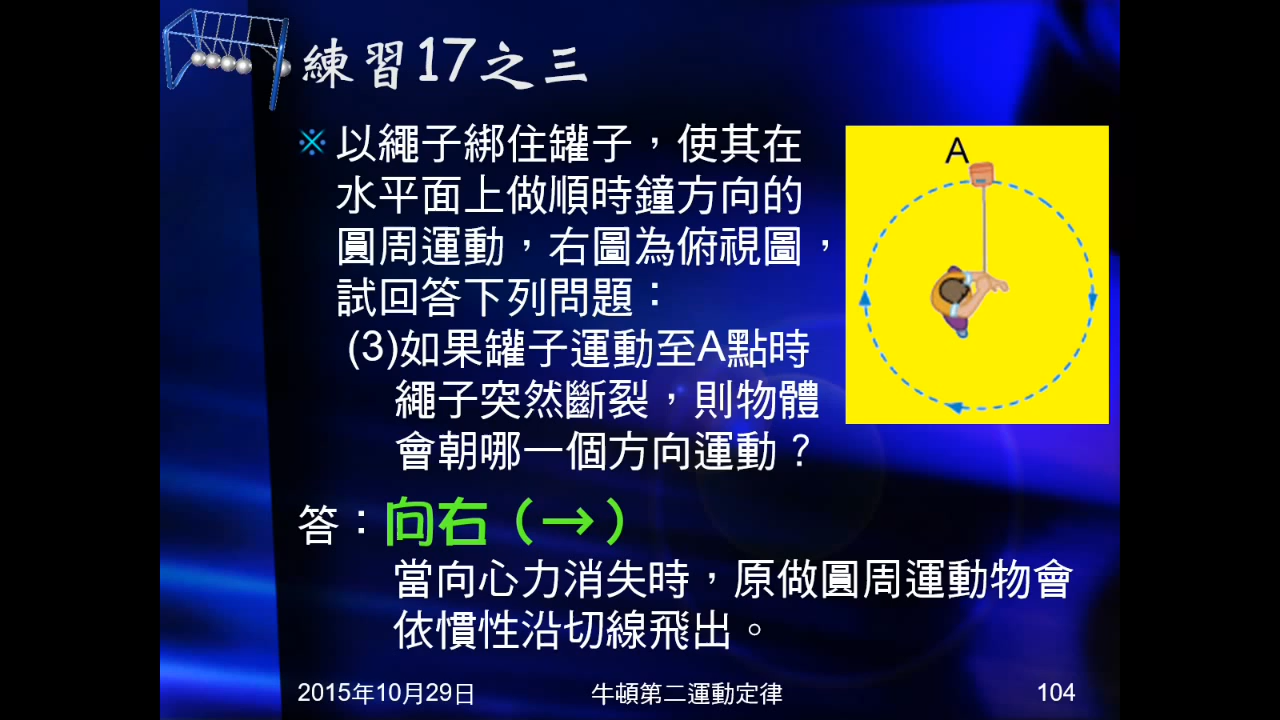 練習17之三
※以繩子綁住罐子，使其在
水平面上做順時鐘方向的
圓周運動，右圖為俯視圖，
試回答下列問題：
(3)如果罐子運動至A點時
繩子突然斷裂，則物體
會朝哪一個方向運動？
A
答：向右（→）
當向心力消失時，原做圓周運動物會
依慣性沿切線飛出。
2015年10月29日
牛頓第二運動定律
104